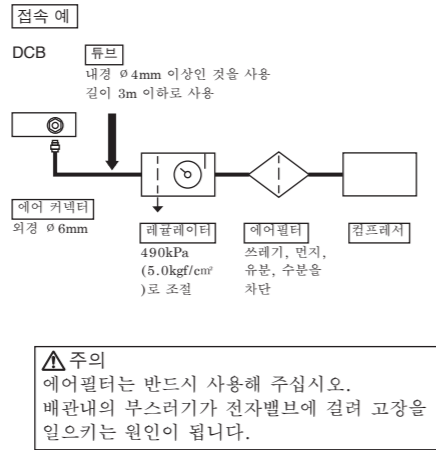 접속 예
DCB
튜브
내경 Ø4mm 이상인 것을 사용
길이 3m 이하로 사용
에어 커넥터
외경 Ø6mm
레귤레이터
490kPa
(5.0kgf/cm²
)로 조절
에어필터
쓰레기, 먼지,
유분, 수분을
차단
컴프레서
주의
에어필터는 반드시 사용해 주십시오.
배관내의 부스러기가 전자밸브에 걸려 고장을
일으키는 원인이 됩니다.